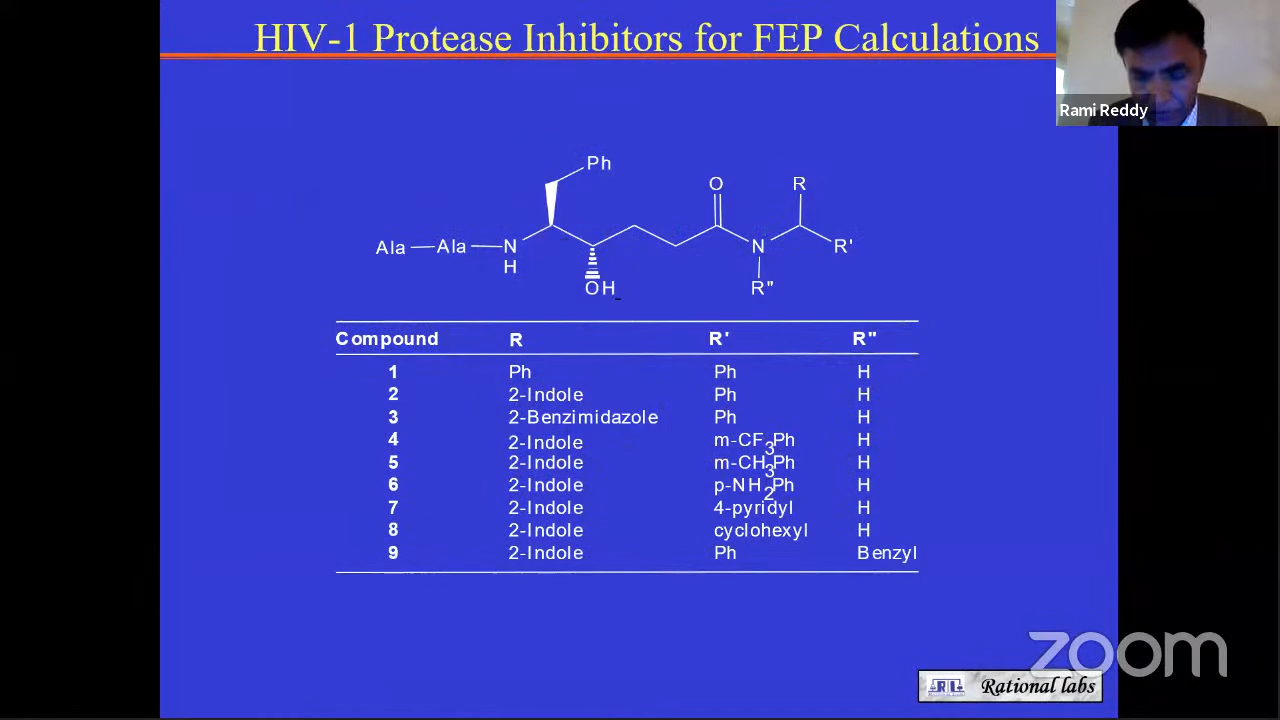 HIV-1 Protease Inhibitors for FEP Calculations
Rami Reddy
Ph
O
R
Ala
Ala
N
H
N
R'
OH
R"
Compound R R' R"
1 Ph Ph H
2 2-Indole Ph H
3 2-Benzimidazole Ph H
4 2-Indole m-CF3Ph H
5 2-Indole m-CH3Ph H
6 2-Indole p-NH2Ph H
7 2-Indole 4-pyridyl H
8 2-Indole cyclohexyl H
9 2-Indole Ph Benzyl
zoom
RL Rational labs